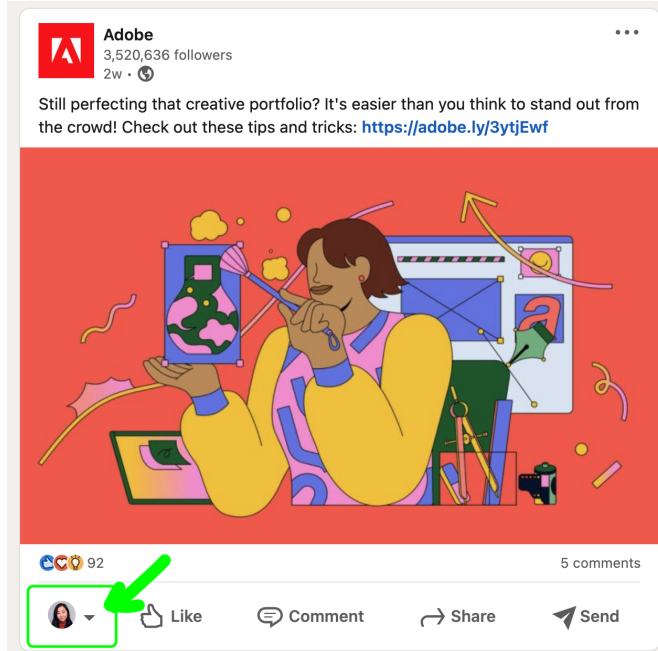 Adobe
3,520,636 followers
2w •
Still perfecting that creative portfolio? It's easier than you think to stand out from
the crowd! Check out these tips and tricks: https://adobe.ly/3ytjEwf
a
92
5 comments
Like
Comment
Share
Send